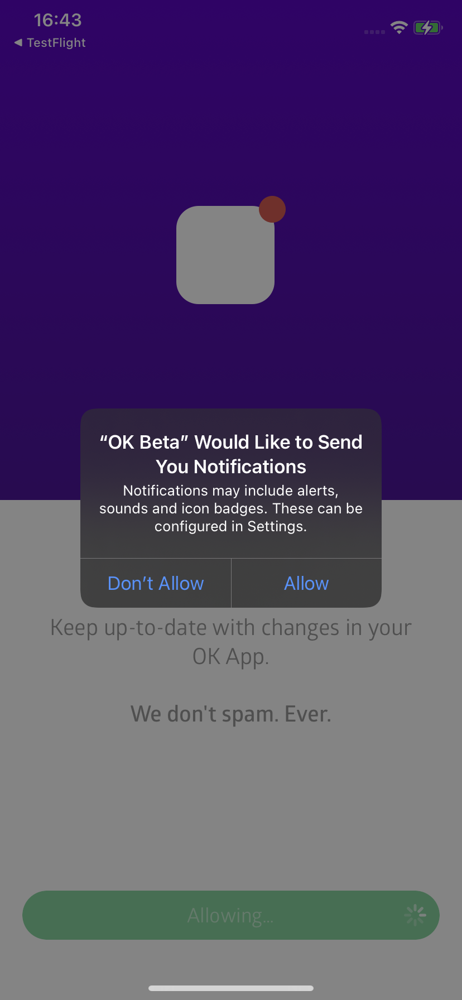 16:43
◀ TestFlight
“OK Beta” Would Like to Send
You Notifications
Notifications may include alerts,
sounds and icon badges. These can be
configured in Settings.
Don’t Allow
Allow
Keep up-to-date with changes in your
OK App.
We don't spam. Ever.
Allowing...